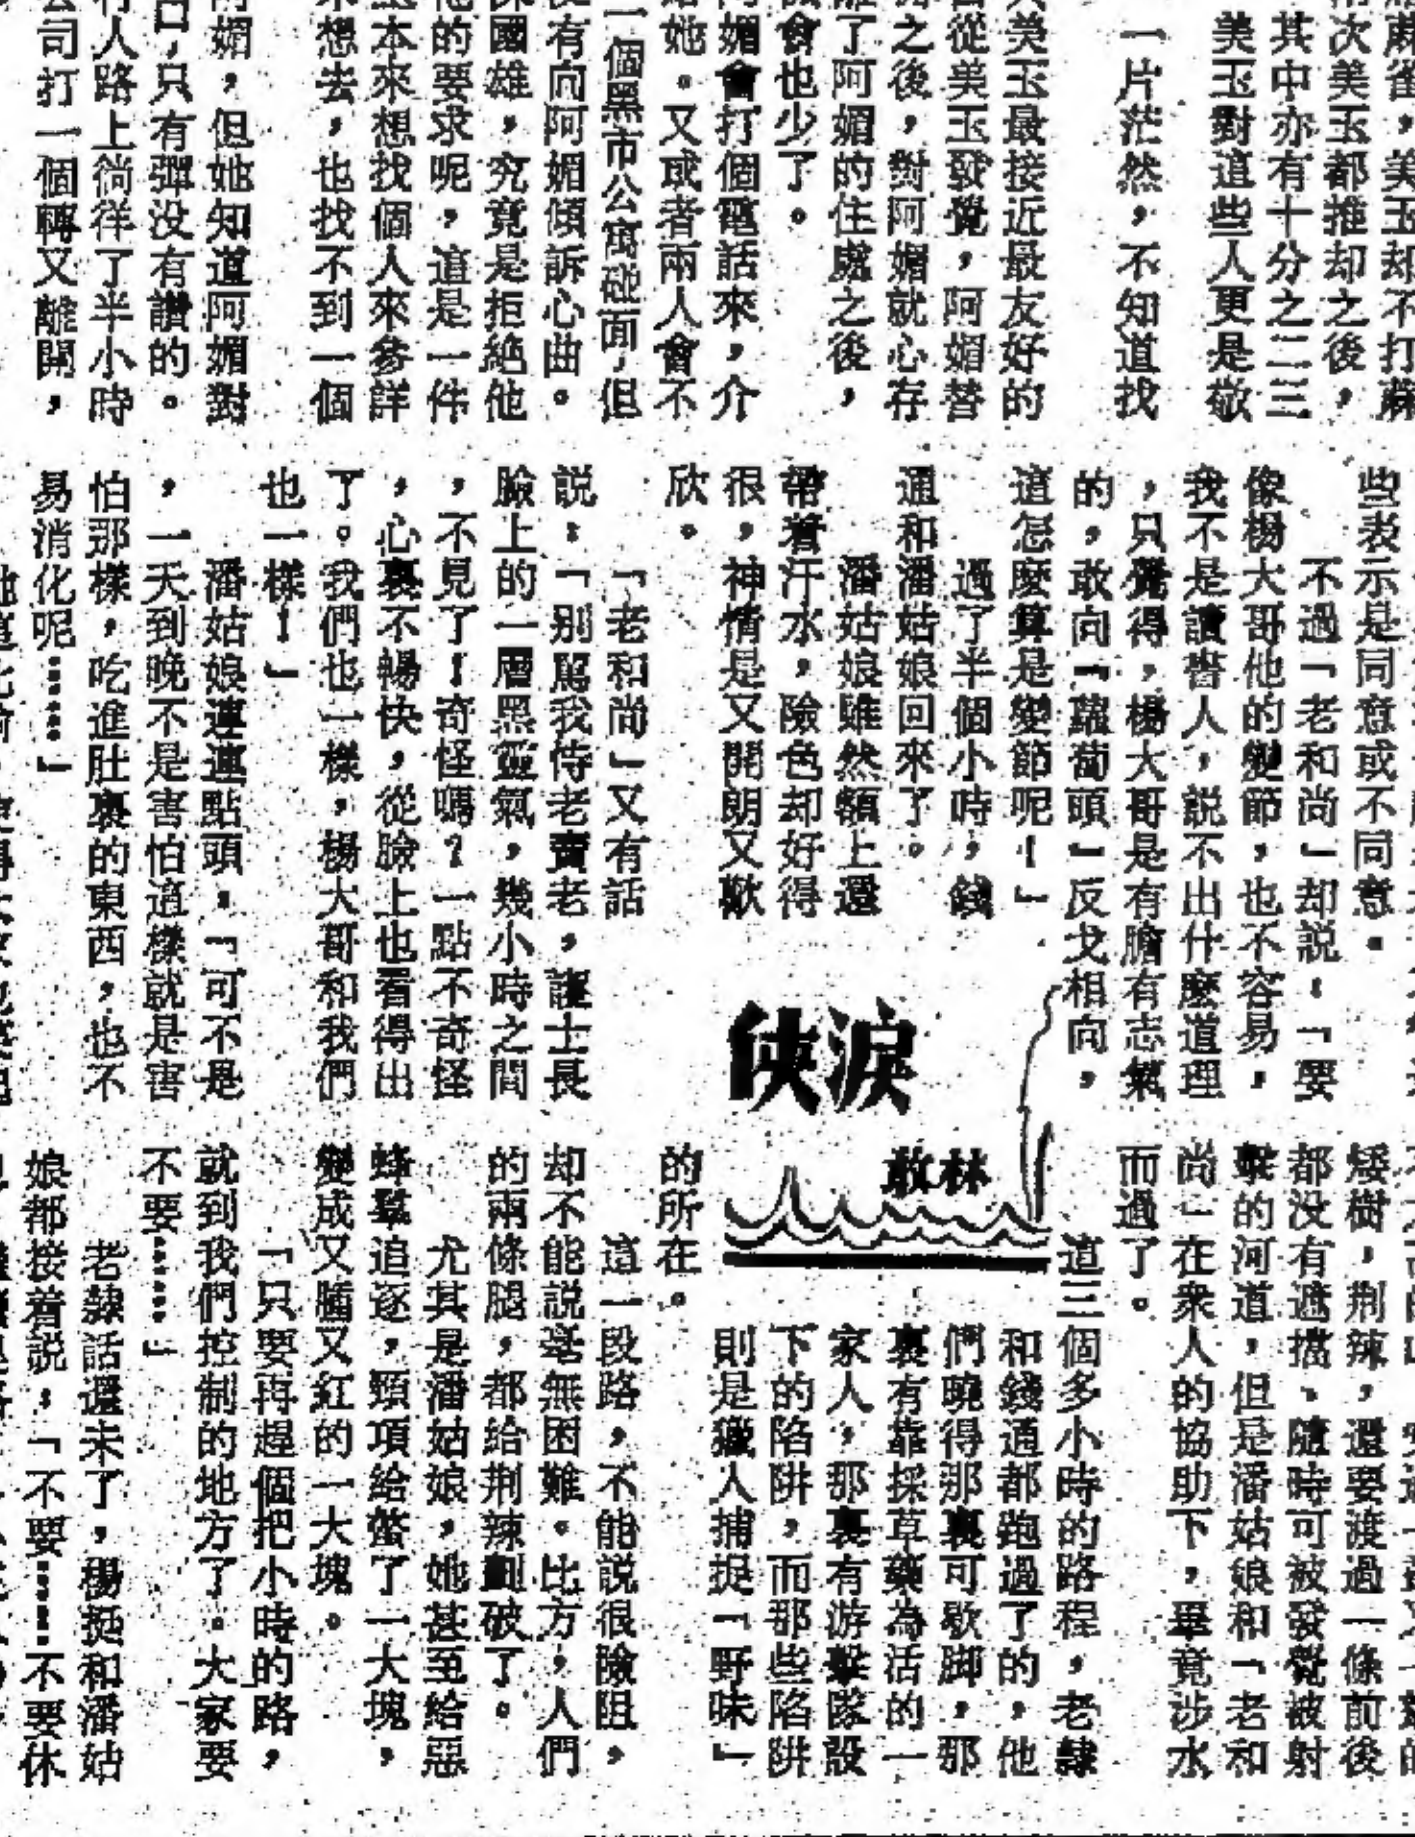 麻雀，美玉却不打麻
次美玉都推却之後，
其中亦有十分之二三
美玉對這些人更是敬
一片茫然，不知道找
美玉最接近最友好的
從美玉發覺，阿媚替
之後，對阿媚就心存
了阿媚的住處之後，
會也少了。
媚會打個電話來，介
她。又或者兩人會不
一個黑市公寓碰面，但
有向阿媚傾訴心曲。
國雄，究竟是拒絕他
的要求呢，這是一件
本來想找個人來參詳
想去，也找不到一個
媚，但她知道阿媚對
口，只有彈没有讚的。
人路上徜徉了半小時
司打一個轉又離開，
些表示是同意或不同意。
不過「老和尚」却説：「要
像楊大哥他的變節，也不容易，
我不是讀書人，説不出什麽道理
，只覺得，楊大哥是有膽有志氣
的，敢向「蘿蔔頭」反戈相向，
這怎麽算是變節呢！」
過了半個小時，錢
通和潘姑娘回來了。
潘姑娘雖然額上還
帶着汗水，險色却好得
很，神情是又開朗又歡
欣。
「老和尚」又有話
説：「别罵我恃老賣老，護士長
臉上的一層黑靈氣，幾小時之間
，不見了！奇怪嗎？一點不奇怪
，心裏不暢快，從臉上也看得出
了。我們也一樣，楊大哥和我們
也一樣！」
潘姑娘連連點頭：「可不是
，一天到晚不是害怕這樣就是害
怕那樣，吃進肚裏的東西，也不
易消化呢……」
淚俠
林敢
矮樹，荆辣，還要渡過一條前後
都没有遮擋、隨時可被發覺被射
擊的河道，但是潘姑娘和「老和
尚」在衆人的協助下，畢竟涉水
而過了。
這三個多小時的路程，老隸
和錢通都跑過了的，他
們曉得那裏可歇脚，那
裏有靠採草藥為活的一
家人，那裏有游擊隊設
下的陷阱，而那些陷阱
則是獵人捕捉「野味」
的所在。
這一段路，不能説很險阻，
却不能説毫無困難。比方，人們
的兩條腿，都給荆辣劃破了。
尤其是潘姑娘，她甚至給惡
蜂羣追逐，頸項給螫了一大塊，
變成又腫又紅的一大塊。
「只要再趕個把小時的路，
就到我們控制的地方了。大家要
不要……」
老隸話還未了，楊挺和潘姑
娘都接着説：「不要……不要休